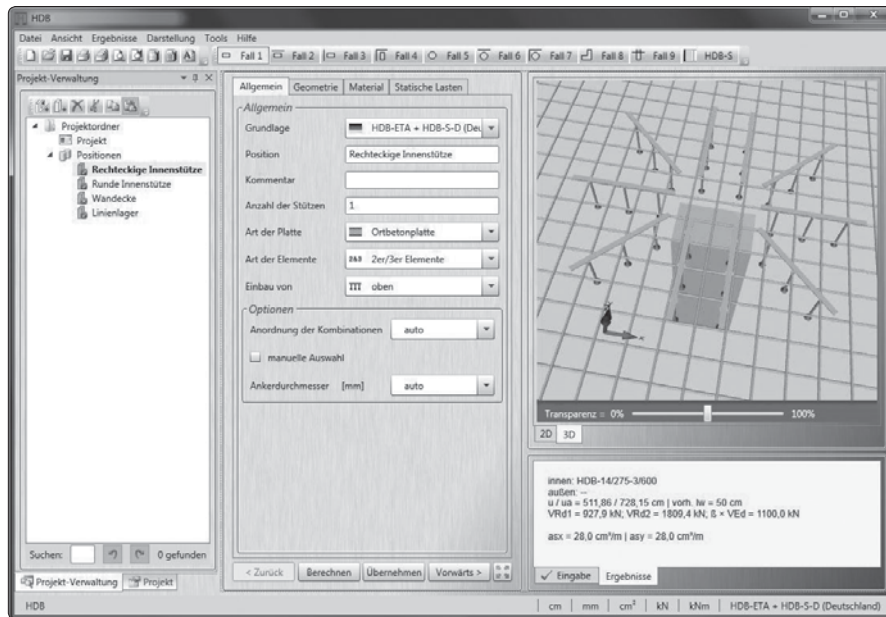 HDB
Datei Ansicht Ergebnisse Darstellung Tools Hilfe
Fall 1 Fall 2 Fall 3 Fall 4 Fall 5 Fall 6 Fall 7 Fall 8 Fall 9 HDB-S
Projekt-Verwaltung
Projektordner
Projekt
Positionen
Rechteckige Innenstütze
Runde Innenstütze
Wandecke
Linienlager
Suchen: 0 gefunden
Projekt-Verwaltung Projekt
Allgemein Geometrie Material Statische Lasten
Allgemein
Grundlage HDB-ETA + HDB-S-D (Deu
Position Rechteckige Innenstütze
Kommentar
Anzahl der Stützen 1
Art der Platte Ortbetonplatte
Art der Elemente 2&3 2er/3er Elemente
Einbau von oben
Optionen
Anordnung der Kombinationen auto
manuelle Auswahl
Ankerdurchmesser [mm] auto
< Zurück Berechnen Übernehmen Vorwärts >
Transparenz = 0% 100%
2D 3D
innen: HDB-14/275-3/600
außen: --
u / ua = 511,86 / 728,15 cm | vorh. lw = 50 cm
VRd1 = 927,9 kN; VRd2 = 1809,4 kN; ß × VEd = 1100,0 kN
asx = 28,0 cm²/m | asy = 28,0 cm²/m
Eingabe Ergebnisse
HDB cm mm cm² kN kNm HDB-ETA + HDB-S-D (Deutschland)